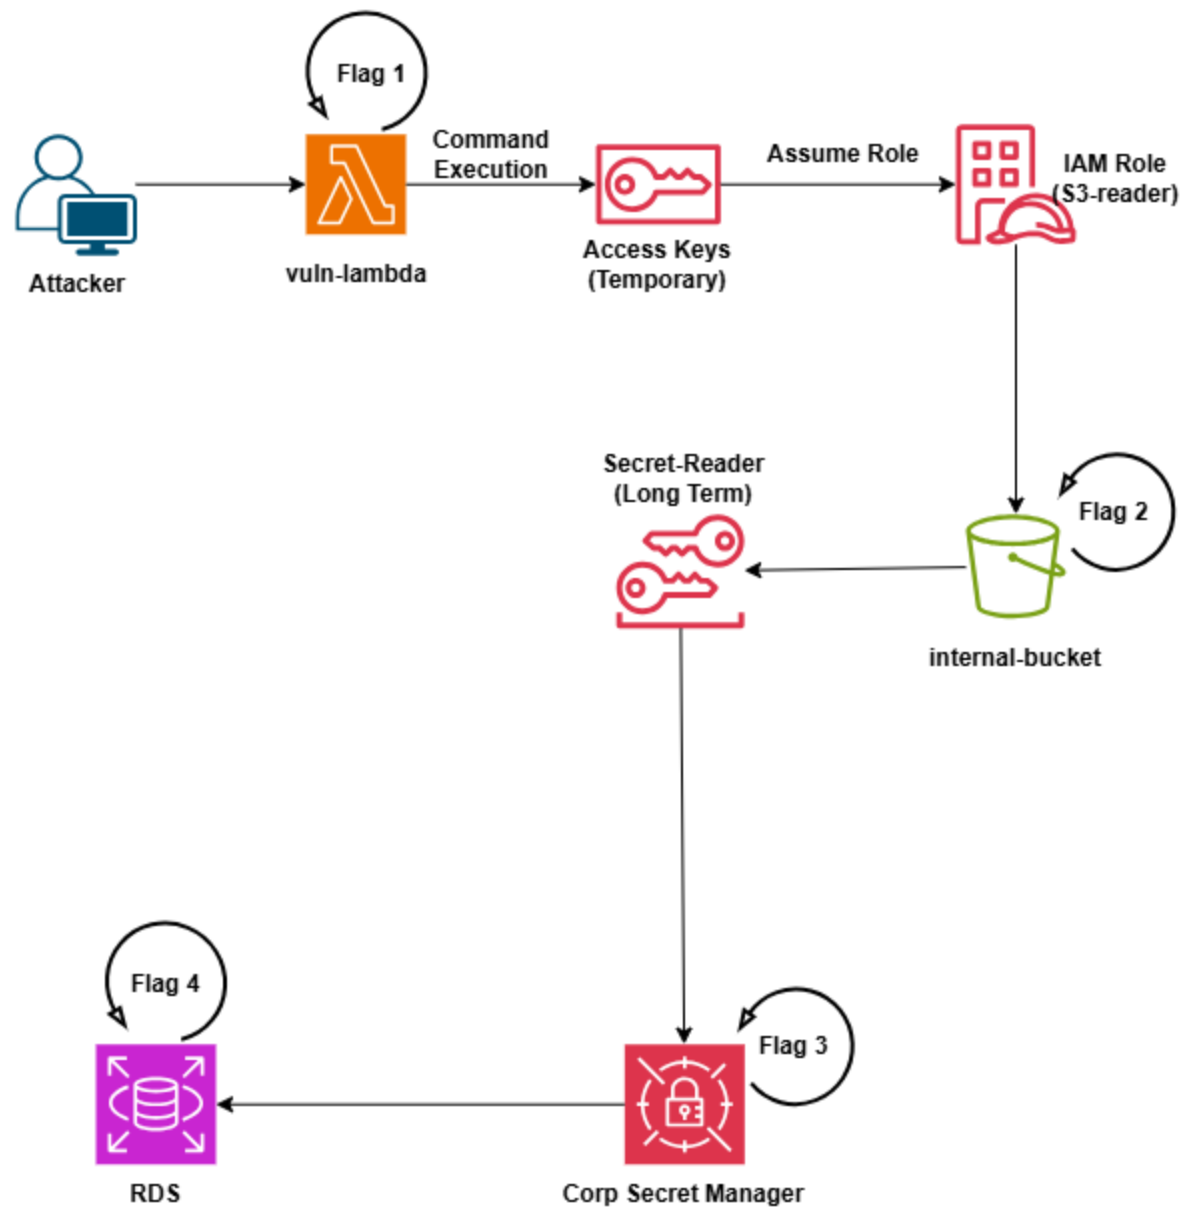 Flag 1
Command
Execution
Assume Role
IAM Role
(S3-reader)
Attacker
vuln-lambda
Access Keys
(Temporary)
Secret-Reader
(Long Term)
Flag 2
internal-bucket
Flag 4
Flag 3
RDS
Corp Secret Manager